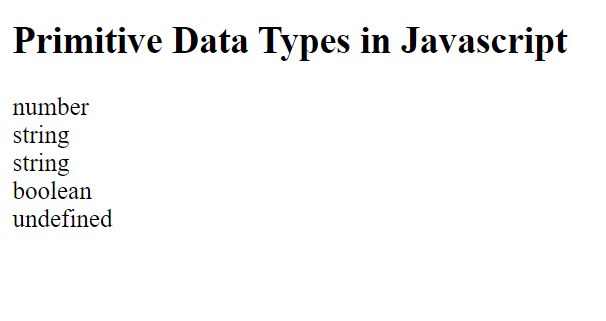 Primitive Data Types in Javascript
number
string
string
boolean
undefined